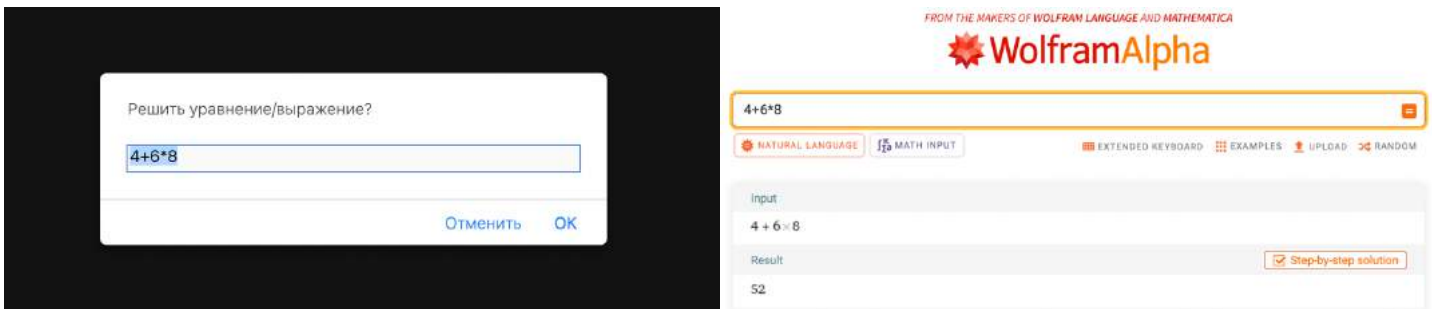 Решить уравнение/выражение?
4+6*8
Отменить OK
FROM THE MAKERS OF WOLFRAM LANGUAGE AND MATHEMATICA
WolframAlpha
4+6*8
NATURAL LANGUAGE MATH INPUT EXTENDED KEYBOARD EXAMPLES UPLOAD RANDOM
Input
4 + 6×8
Result Step-by-step solution
52